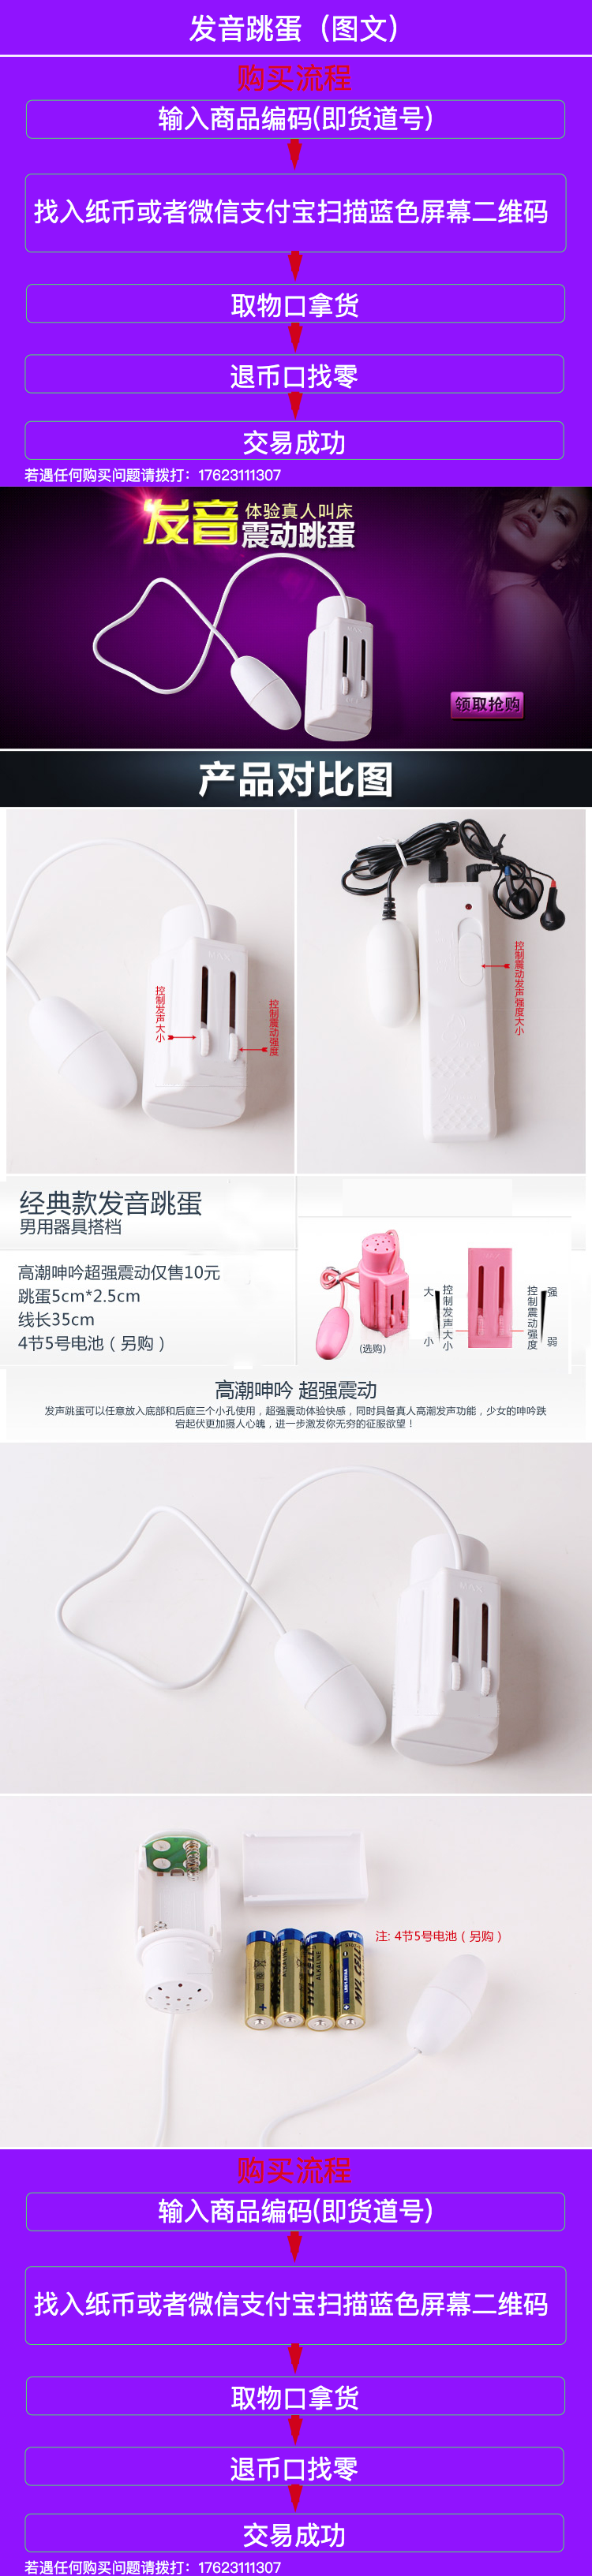 发音跳蛋（图文）
购买流程
输入商品编码(即货道号)
找入纸币或者微信支付宝扫描蓝色屏幕二维码
取物口拿货
退币口找零
交易成功
若遇任何购买问题请拨打：17623111307
发音 体验真人叫床
震动跳蛋
领取抢购
产品对比图
控制发声大小
控制震动强度
控制震动发声强度大小
经典款发音跳蛋
男用器具搭档
高潮呻吟超强震动仅售10元
跳蛋5cm*2.5cm
线长35cm
4节5号电池（另购）
(选购)
大
小
控制发声大小
控制震动强度
强
弱
高潮呻吟 超强震动
发声跳蛋可以任意放入底部和后庭三个小孔使用，超强震动体验快感，同时具备真人高潮发声功能，少女的呻吟跌
宕起伏更加摄人心魄，进一步激发你无穷的征服欲望！
MAX
注: 4节5号电池（另购）
购买流程
输入商品编码(即货道号)
找入纸币或者微信支付宝扫描蓝色屏幕二维码
取物口拿货
退币口找零
交易成功
若遇任何购买问题请拨打：17623111307